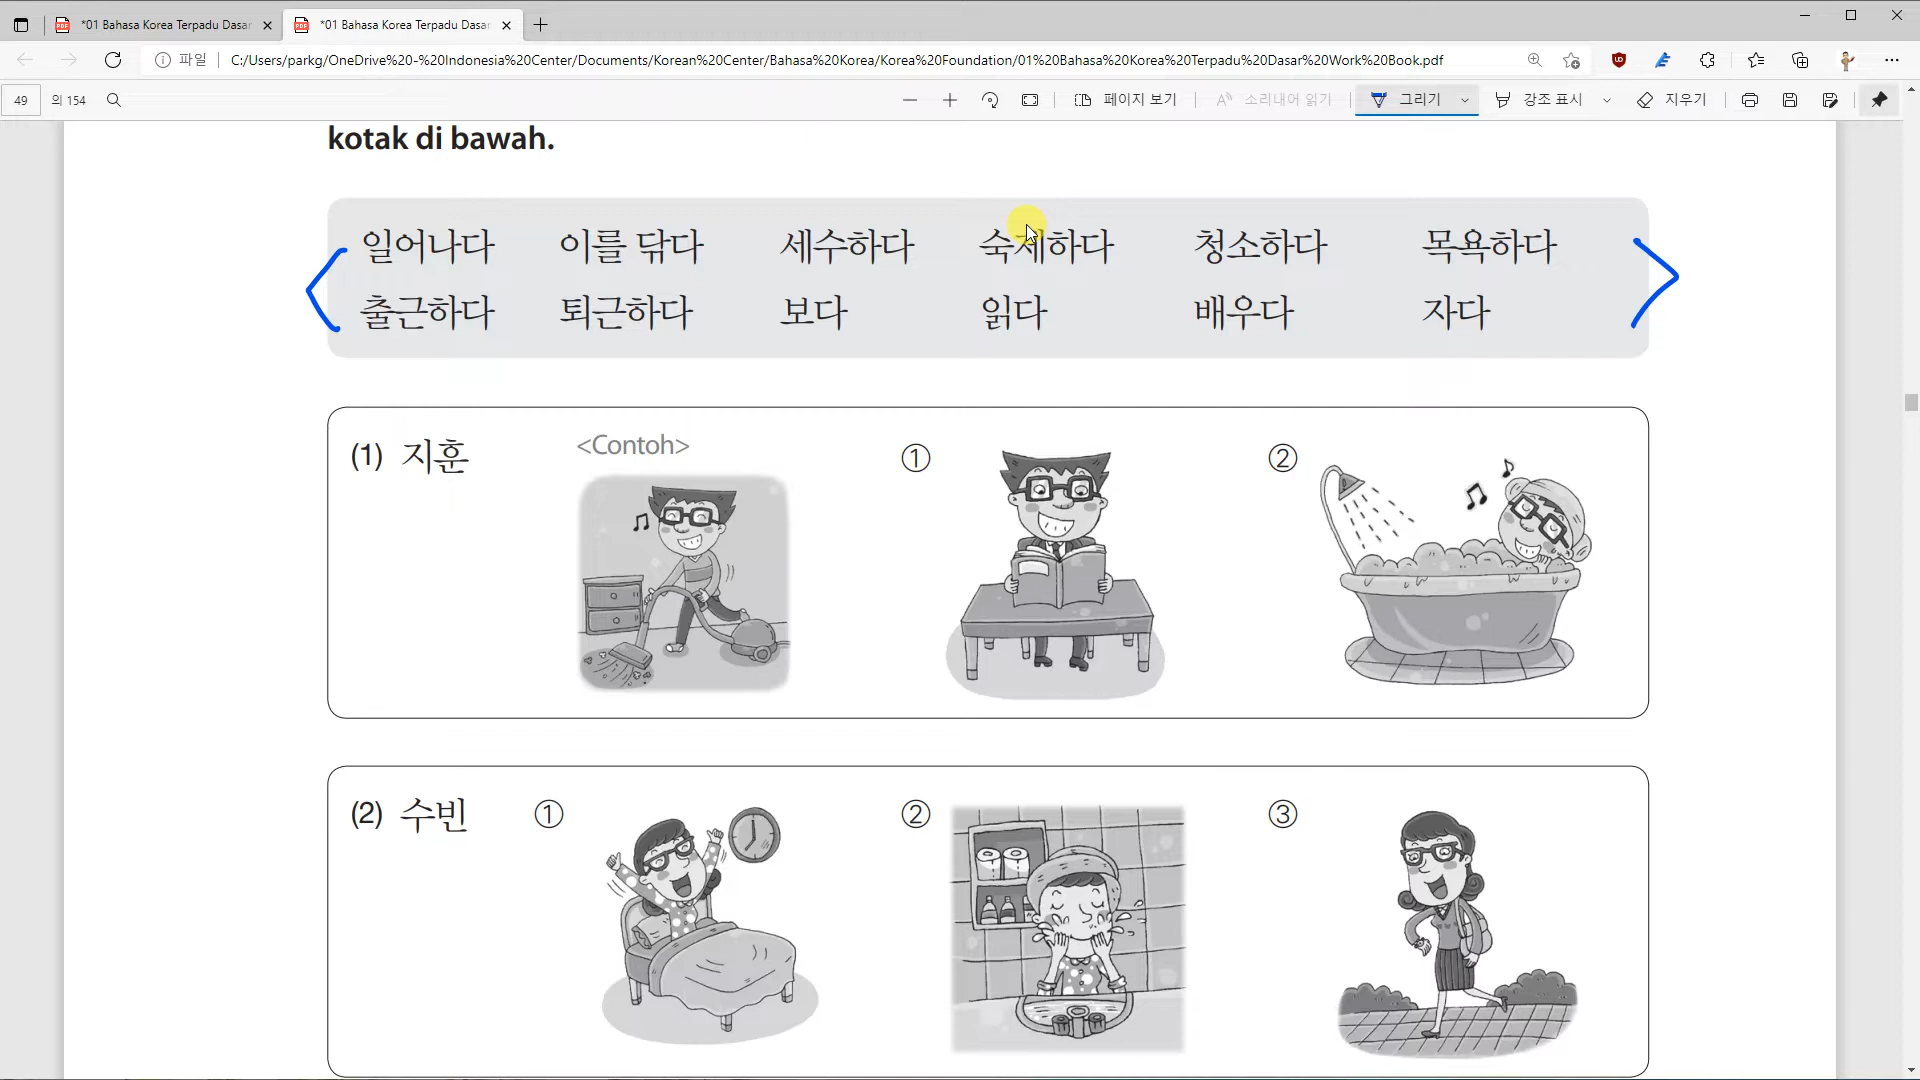 *01 Bahasa Korea Terpadu Dasar
*01 Bahasa Korea Terpadu Dasar
파일
C:/Users/parkg/OneDrive%20-%20Indonesia%20Center/Documents/Korean%20Center/Bahasa%20Korea/Korea%20Foundation/01%20Bahasa%20Korea%20Terpadu%20Dasar%20Work%20Book.pdf
49 의 154 페이지 보기 소리내어 읽기 그리기 강조 표시 지우기
kotak di bawah.
일어나다 이를 닦다 세수하다 숙제하다 청소하다 목욕하다
출근하다 퇴근하다 보다 읽다 배우다 자다
(1) 지훈 <Contoh> ① ②
(2) 수빈 ① ② ③